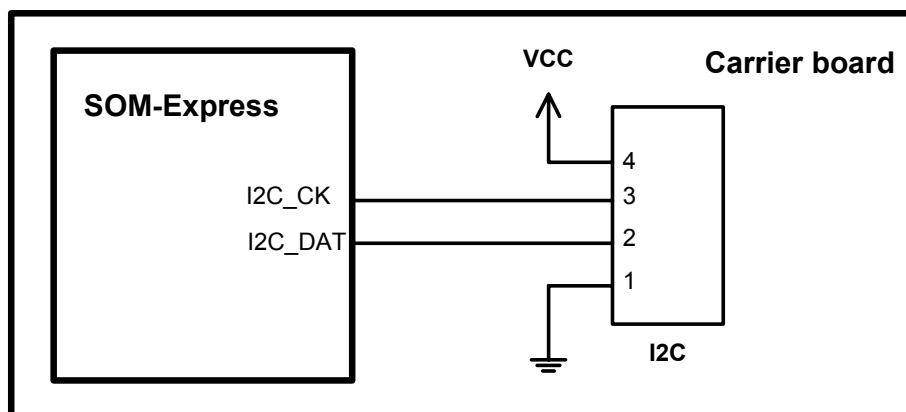 VCC
Carrier board
SOM-Express
4
I2C_CK
3
I2C_DAT
2
1
I2C